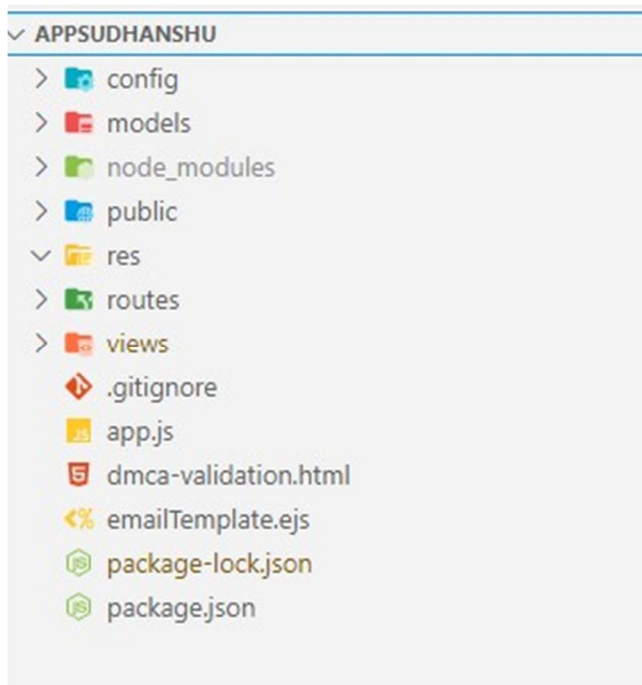 APPSUDHANSHU
config
models
node_modules
public
res
routes
views
.gitignore
JS app.js
dmca-validation.html
<% emailTemplate.ejs
package-lock.json
package.json